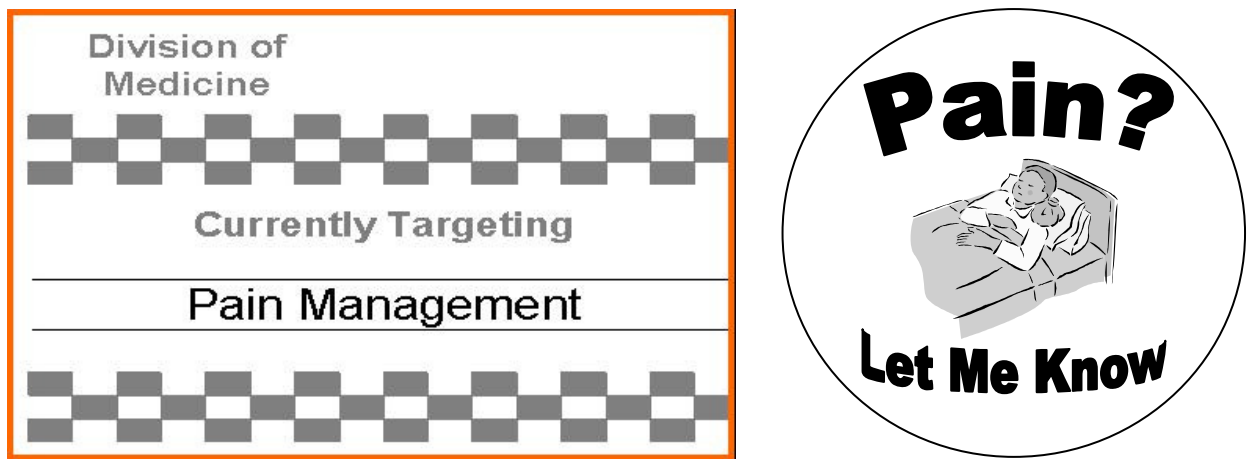 Division of
Medicine
Currently Targeting
Pain Management
Pain?
Let Me Know